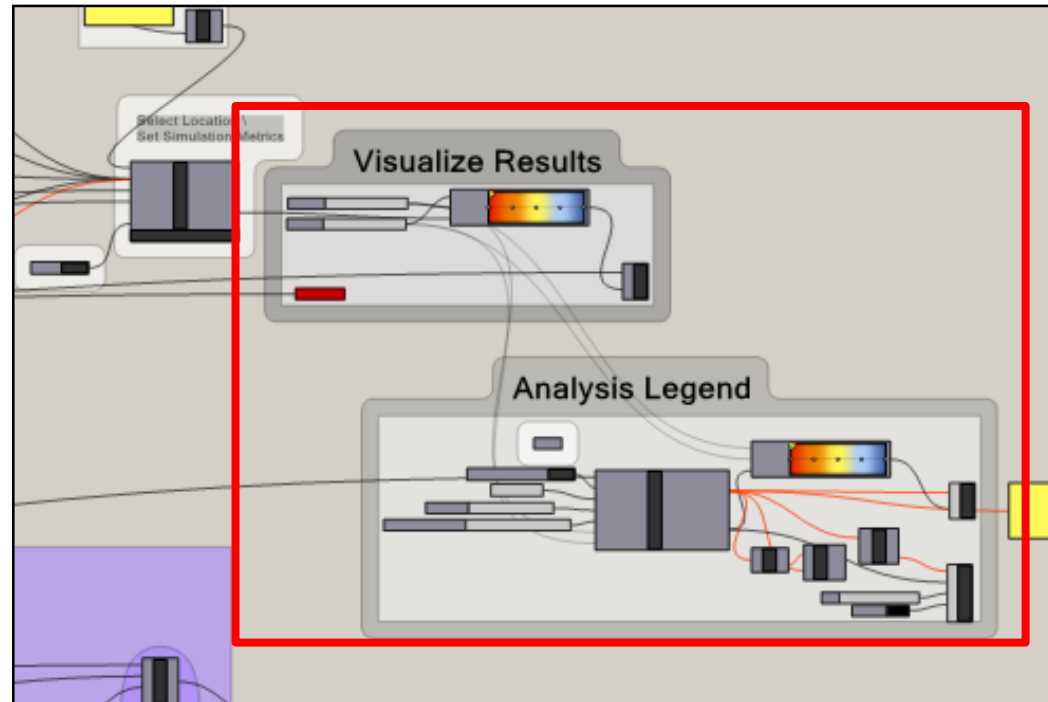 Select Location \
Set Simulation Metrics
Visualize Results
Analysis Legend